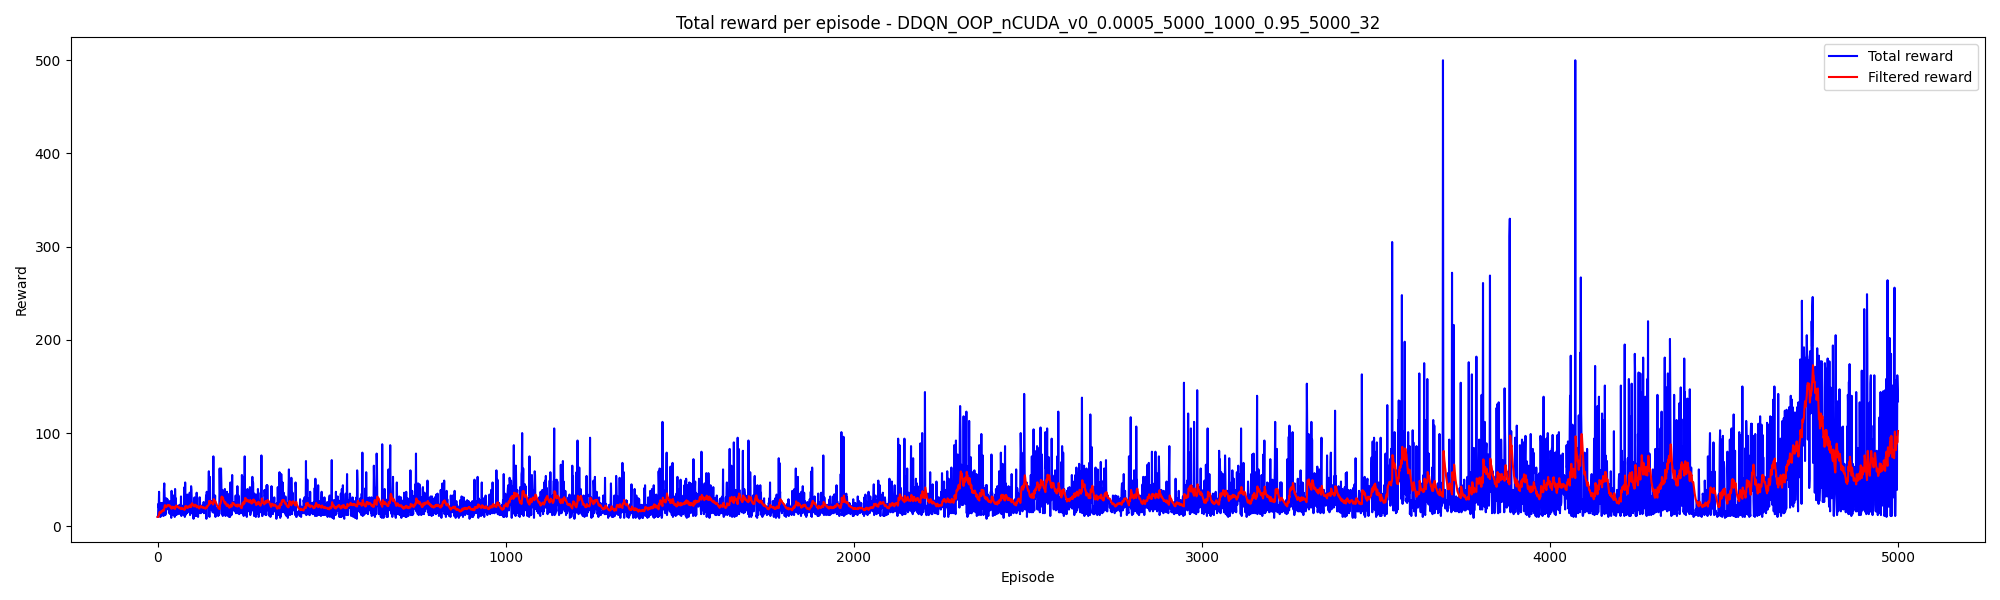 Total reward per episode - DDQN_OOP_nCUDA_v0_0.0005_5000_1000_0.95_5000_32
Total reward
Filtered reward
500
400
300
200
100
0
Reward
0
1000
2000
3000
4000
5000
Episode